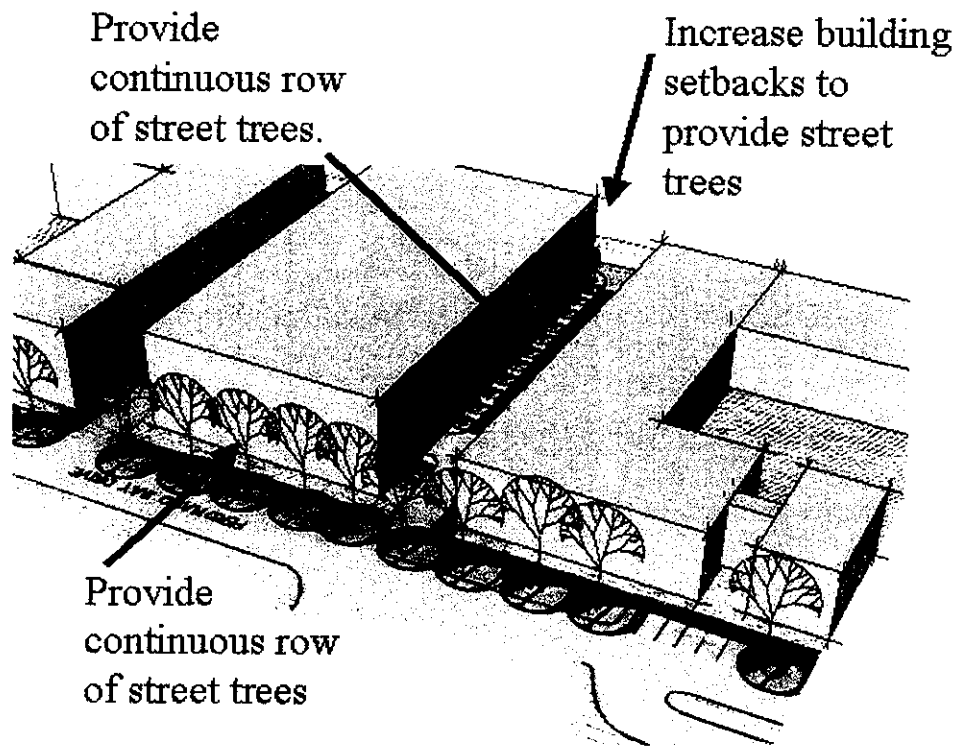 Provide
continuous row
of street trees.
Increase building
setbacks to
provide street
trees
Provide
continuous row
of street trees